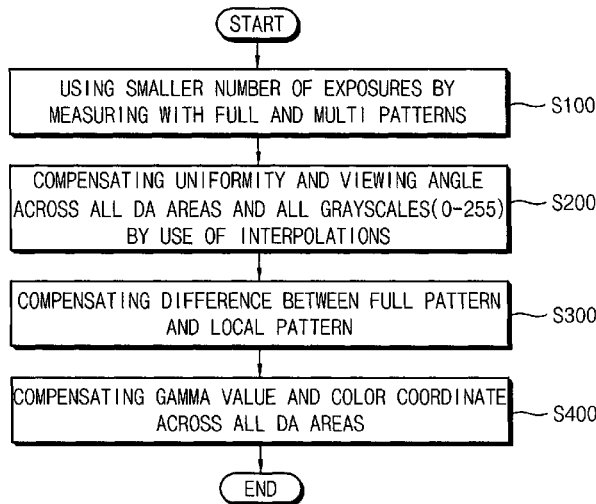 START
USING SMALLER NUMBER OF EXPOSURES BY
MEASURING WITH FULL AND MULTI PATTERNS
S100
COMPENSATING UNIFORMITY AND VIEWING ANGLE
ACROSS ALL DA AREAS AND ALL GRAYSCALES(0-255)
BY USE OF INTERPOLATIONS
S200
COMPENSATING DIFFERENCE BETWEEN FULL PATTERN
AND LOCAL PATTERN
S300
COMPENSATING GAMMA VALUE AND COLOR COORDINATE
ACROSS ALL DA AREAS
S400
END